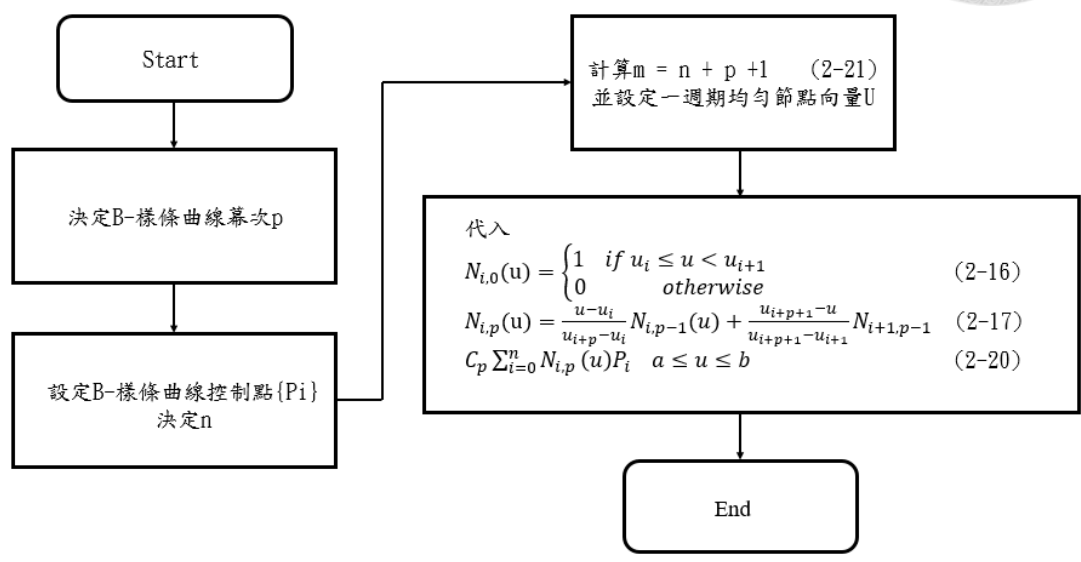 Start
決定B-樣條曲線幕次p
設定B-樣條曲線控制點{Pi}
決定n
計算m = n + p +1 (2-21)
並設定一週期均勻節點向量U
代入
N_{i,0}(u) = {1 if u_i ≤ u < u_{i+1}
0 otherwise (2-16)
N_{i,p}(u) = \frac{u-u_i}{u_{i+p}-u_i} N_{i,p-1}(u) + \frac{u_{i+p+1}-u}{u_{i+p+1}-u_{i+1}} N_{i+1,p-1} (2-17)
C_p ∑_{i=0}^{n} N_{i,p} (u)P_i a ≤ u ≤ b (2-20)
End